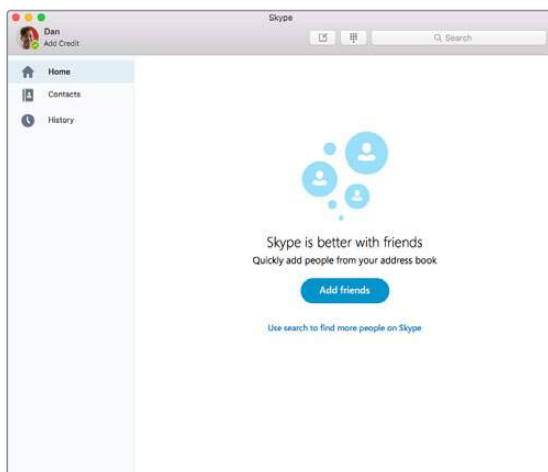 Skype
Dan
Add Credit
Search
Home
Contacts
History
Skype is better with friends
Quickly add people from your address book
Add friends
Use search to find more people on Skype